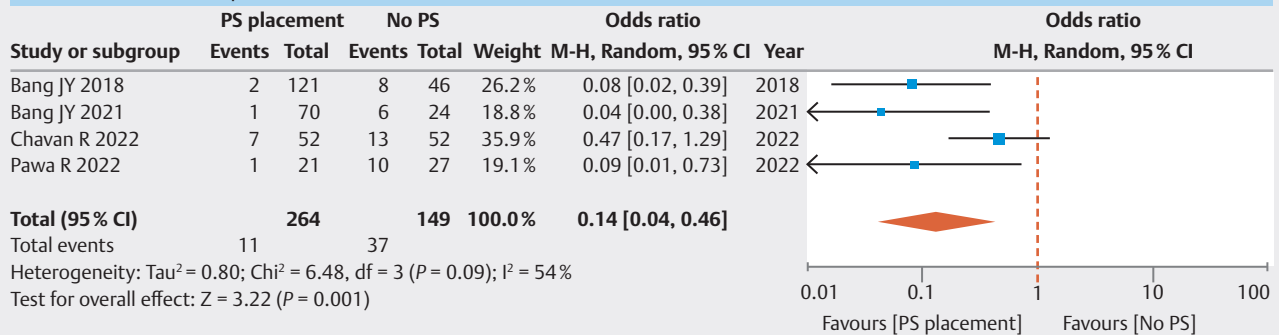 PS placement No PS Odds ratio Odds ratio
Study or subgroup Events Total Events Total Weight M-H, Random, 95% CI Year M-H, Random, 95% CI
Bang JY 2018 2 121 8 46 26.2% 0.08 [0.02, 0.39] 2018
Bang JY 2021 1 70 6 24 18.8% 0.04 [0.00, 0.38] 2021
Chavan R 2022 7 52 13 52 35.9% 0.47 [0.17, 1.29] 2022
Pawa R 2022 1 21 10 27 19.1% 0.09 [0.01, 0.73] 2022
Total (95% CI) 264 149 100.0% 0.14 [0.04, 0.46]
Total events 11 37
Heterogeneity: Tau² = 0.80; Chi² = 6.48, df = 3 (P = 0.09); I² = 54%
Test for overall effect: Z = 3.22 (P = 0.001)
0.01 0.1 1 10 100
Favours [PS placement] Favours [No PS]